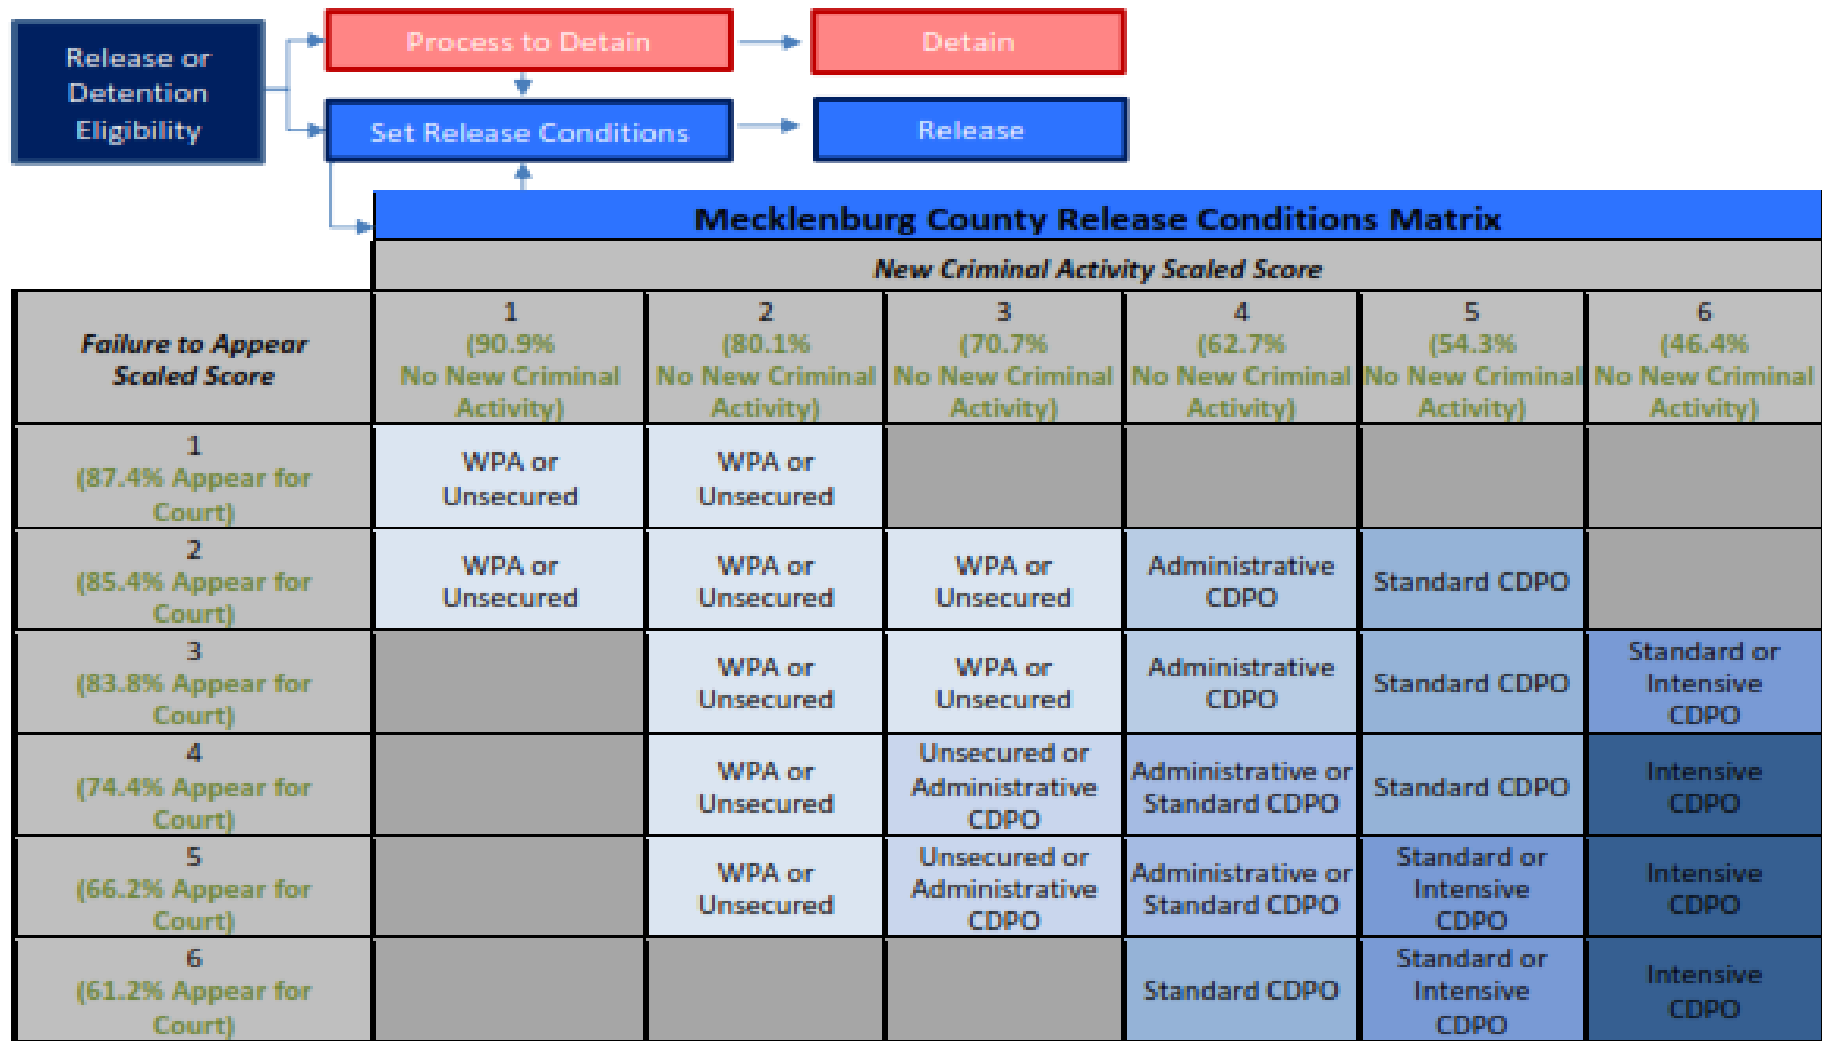 Release or
Detention
Eligibility
Process to Detain
Detain
Set Release Conditions
Release
Mecklenburg County Release Conditions Matrix
New Criminal Activity Scaled Score
Failure to Appear
Scaled Score
1
(90.9%
No New Criminal
Activity)
2
(80.1%
No New Criminal
Activity)
3
(70.7%
No New Criminal
Activity)
4
(62.7%
No New Criminal
Activity)
5
(54.3%
No New Criminal
Activity)
6
(46.4%
No New Criminal
Activity)
1
(87.4% Appear for
Court)
WPA or
Unsecured
WPA or
Unsecured
2
(85.4% Appear for
Court)
WPA or
Unsecured
WPA or
Unsecured
WPA or
Unsecured
Administrative
CDPO
Standard CDPO
3
(83.8% Appear for
Court)
WPA or
Unsecured
WPA or
Unsecured
Administrative
CDPO
Standard CDPO
Standard or
Intensive
CDPO
4
(74.4% Appear for
Court)
WPA or
Unsecured
Unsecured or
Administrative
CDPO
Administrative or
Standard CDPO
Standard CDPO
Intensive
CDPO
5
(66.2% Appear for
Court)
WPA or
Unsecured
Unsecured or
Administrative
CDPO
Administrative or
Standard CDPO
Standard or
Intensive
CDPO
Intensive
CDPO
6
(61.2% Appear for
Court)
Standard CDPO
Standard or
Intensive
CDPO
Intensive
CDPO